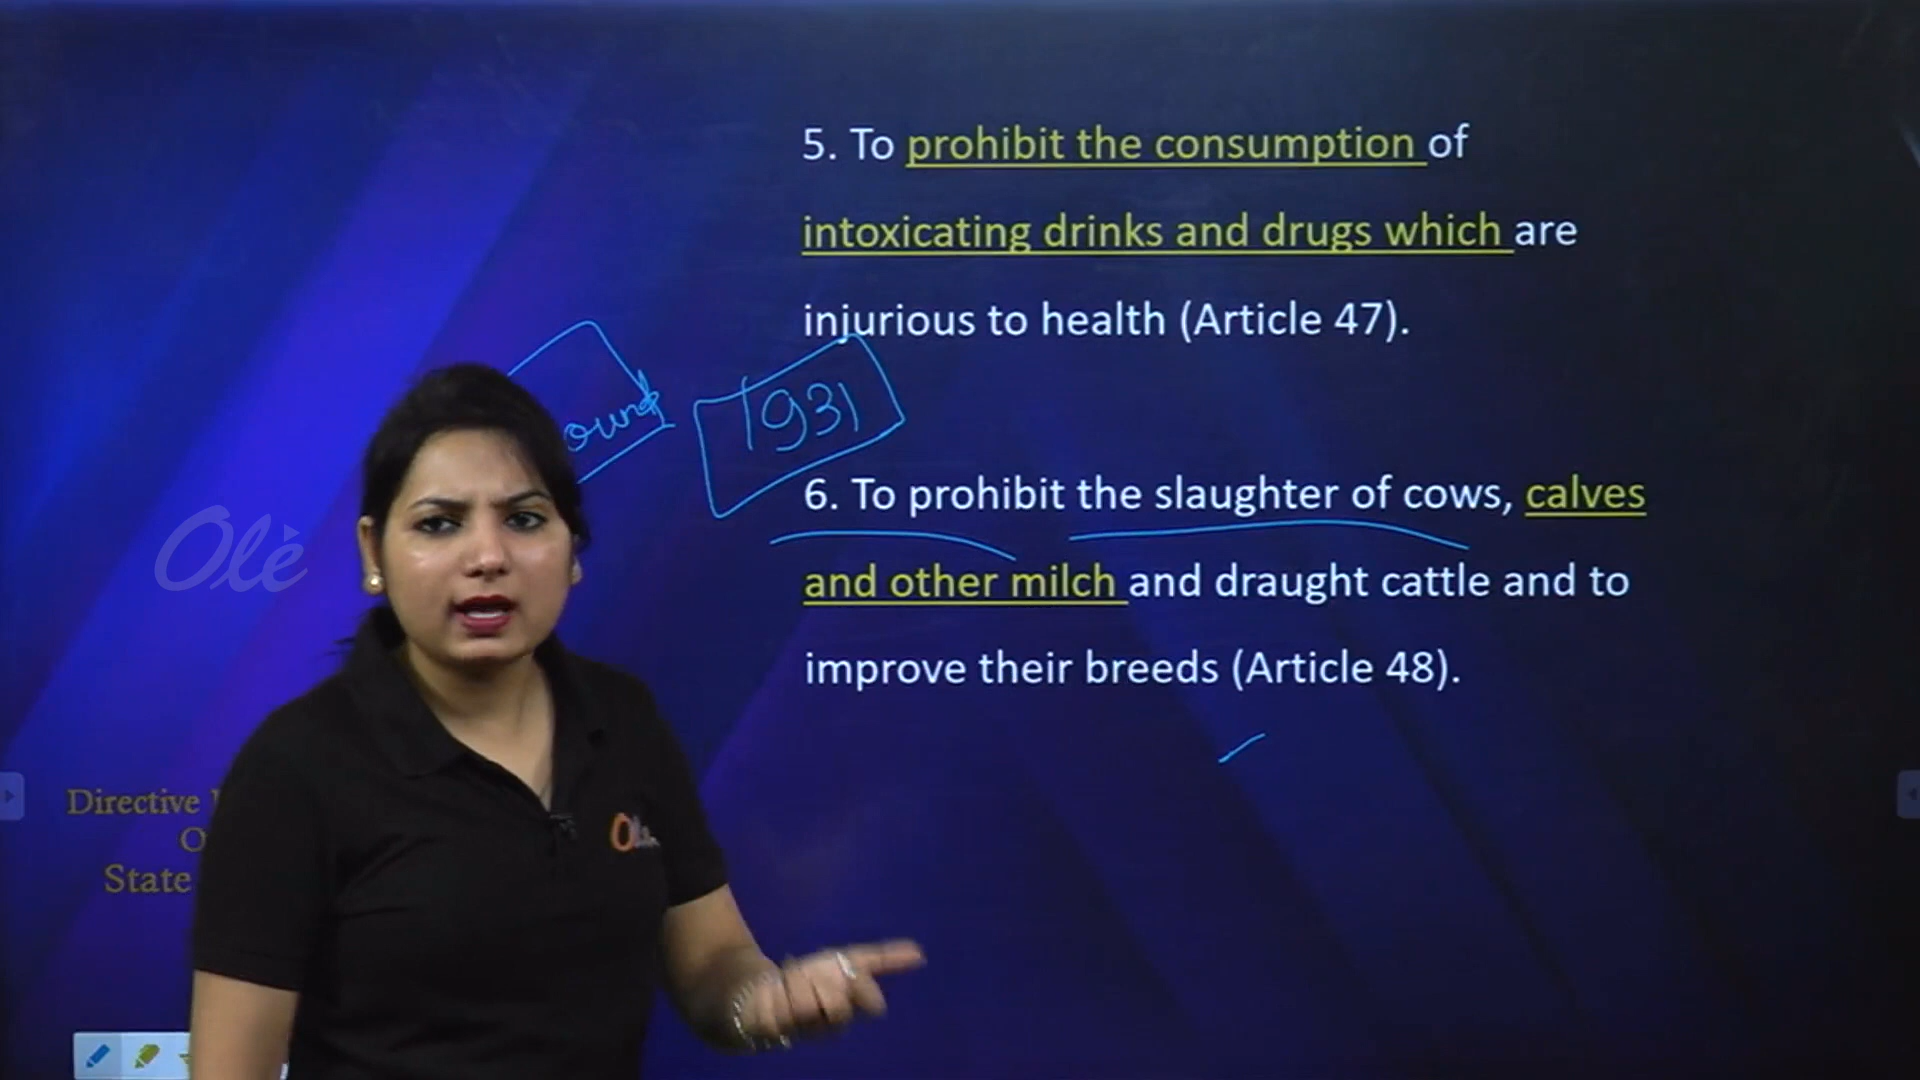 5. To prohibit the consumption of
intoxicating drinks and drugs which are
injurious to health (Article 47).
1931
6. To prohibit the slaughter of cows, calves
and other milch and draught cattle and to
improve their breeds (Article 48).
Olè
Directive
State